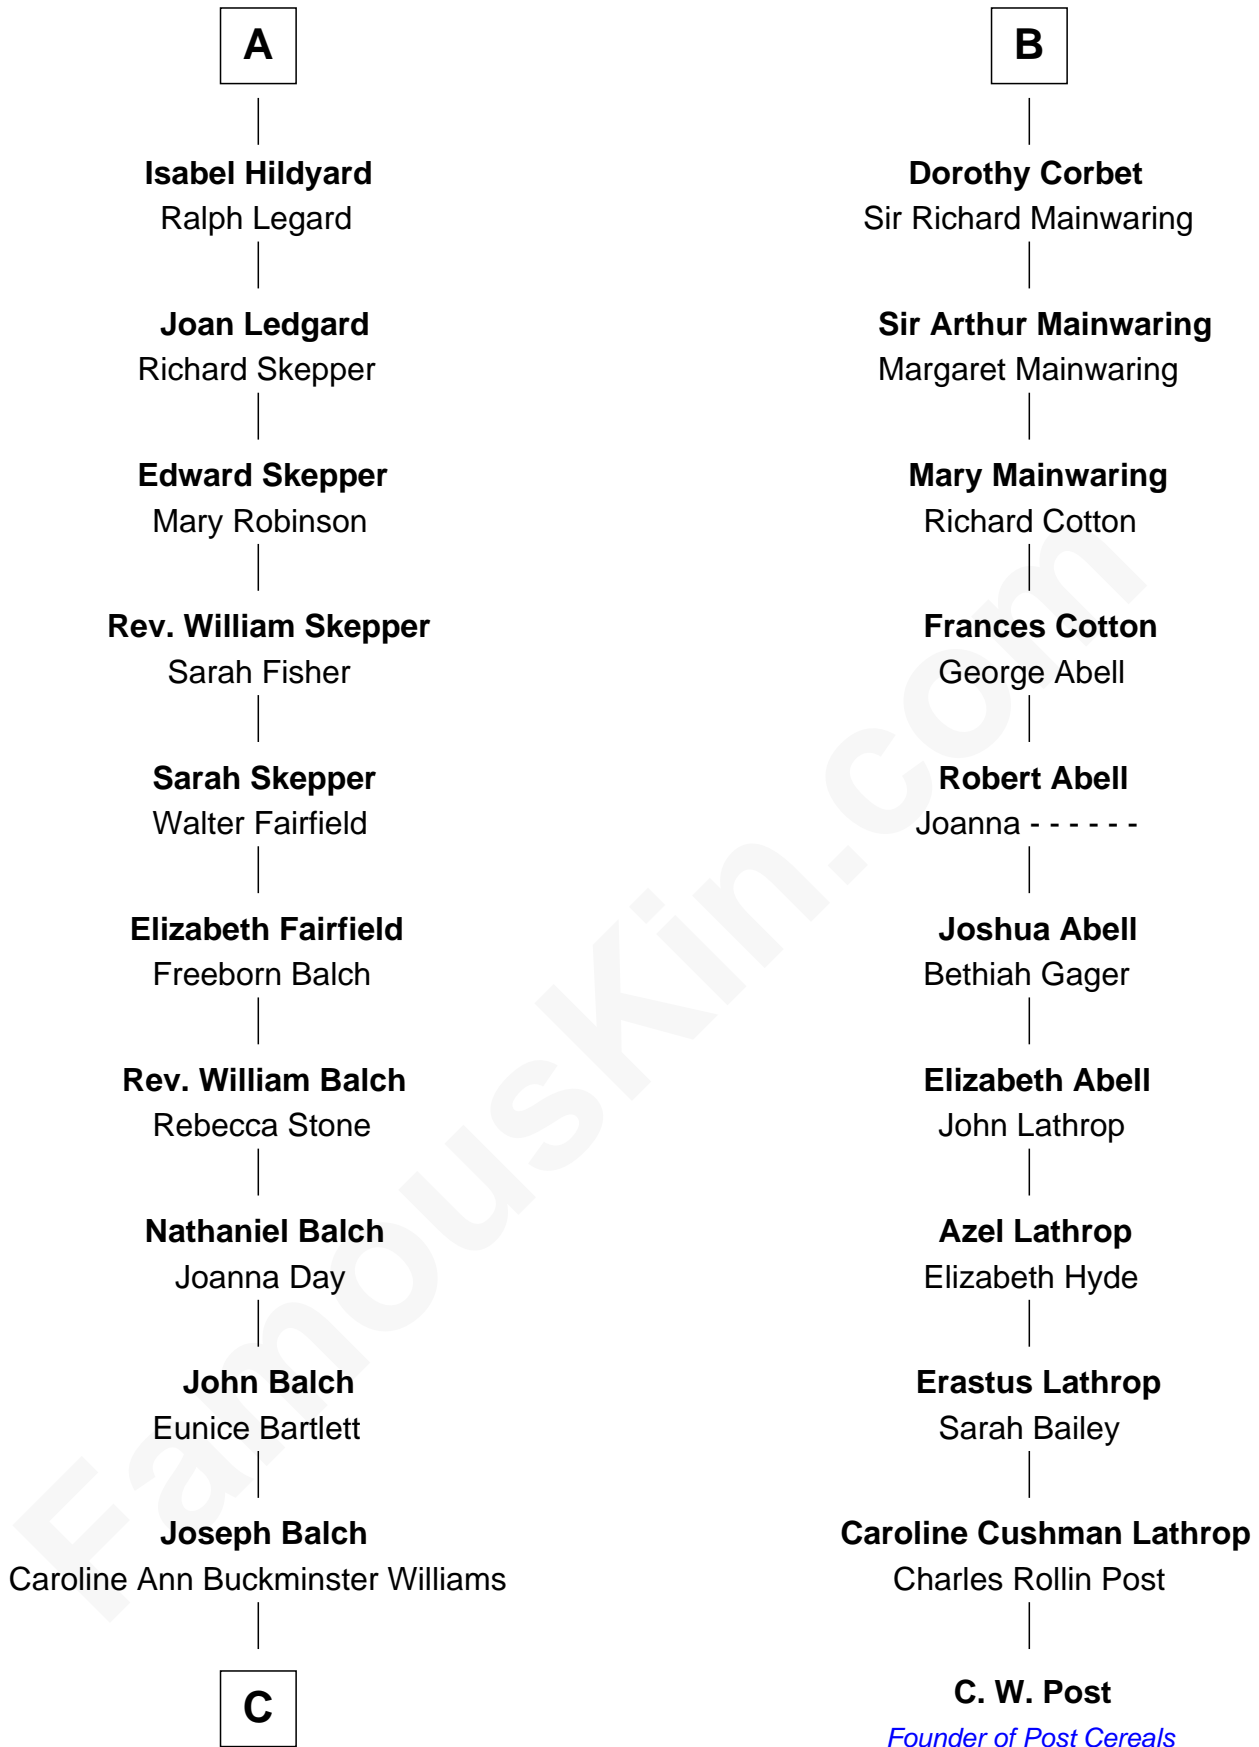 A
Isabel Hildyard
Ralph Legard
Joan Ledgard
Richard Skepper
Edward Skepper
Mary Robinson
Rev. William Skepper
Sarah Fisher
Sarah Skepper
Walter Fairfield
Elizabeth Fairfield
Freeborn Balch
Rev. William Balch
Rebecca Stone
Nathaniel Balch
Joanna Day
John Balch
Eunice Bartlett
Joseph Balch
Caroline Ann Buckminster Williams
C
B
Dorothy Corbet
Sir Richard Mainwaring
Sir Arthur Mainwaring
Margaret Mainwaring
Mary Mainwaring
Richard Cotton
Frances Cotton
George Abell
Robert Abell
Joanna - - - - - -
Joshua Abell
Bethiah Gager
Elizabeth Abell
John Lathrop
Azel Lathrop
Elizabeth Hyde
Erastus Lathrop
Sarah Bailey
Caroline Cushman Lathrop
Charles Rollin Post
C. W. Post
Founder of Post Cereals
FamousKin.com